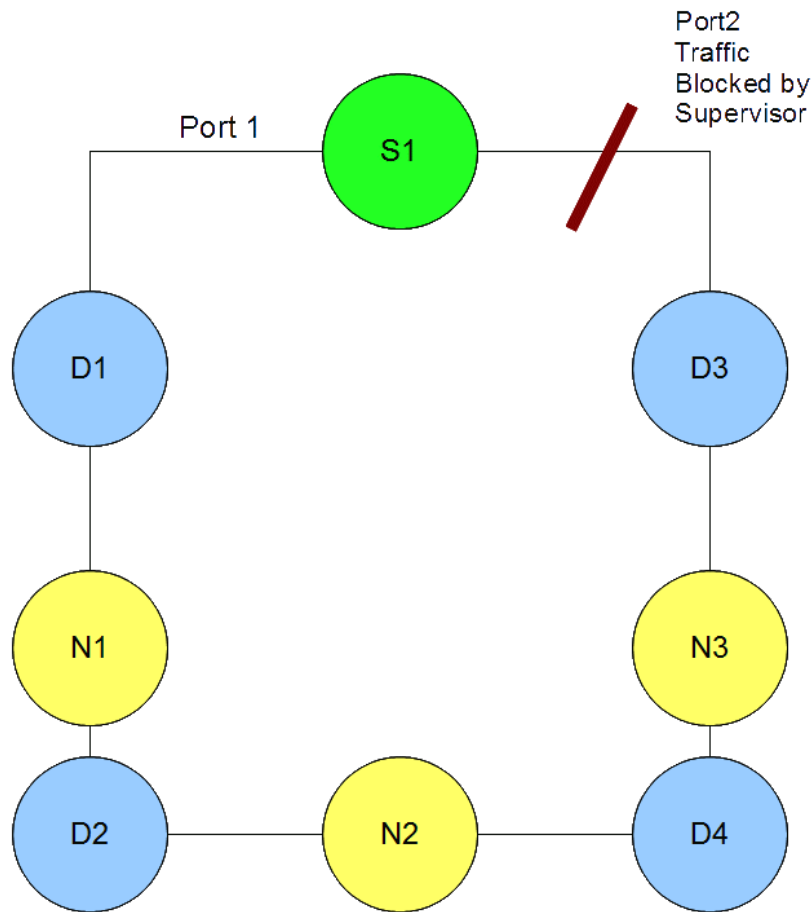 Port2
Traffic
Blocked by
Supervisor
Port 1
S1
D1
D3
N1
N3
D2
N2
D4